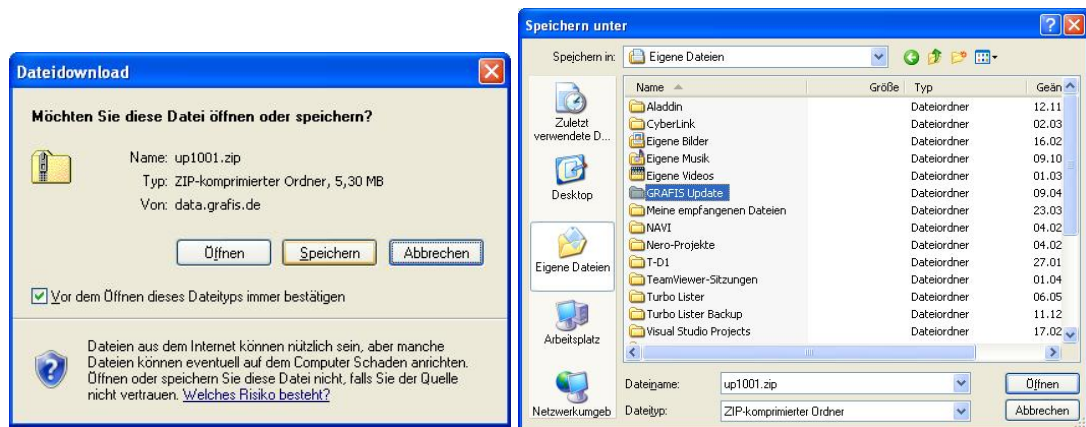 Dateidownload
Möchten Sie diese Datei öffnen oder speichern?
Name: up1001.zip
Typ: ZIP-komprimierter Ordner, 5,30 MB
Von: data.grafis.de
Öffnen Speichern Abbrechen
Vor dem Öffnen dieses Dateityps immer bestätigen
Dateien aus dem Internet können nützlich sein, aber manche
Dateien können eventuell auf dem Computer Schaden anrichten.
Öffnen oder speichern Sie diese Datei nicht, falls Sie der Quelle
nicht vertrauen. Welches Risiko besteht?
Speichern unter
Speichern in: Eigene Dateien
Zuletzt
verwendete D...
Desktop
Eigene Dateien
Arbeitsplatz
Netzwerkumgeb
Name Größe Typ Geän
Aladdin Dateiordner 12.11
CyberLink Dateiordner 02.03
Eigene Bilder Dateiordner 16.02
Eigene Musik Dateiordner 09.10
Eigene Videos Dateiordner 01.03
GRAFIS Update Dateiordner 09.04
Meine empfangenen Dateien Dateiordner 23.03
NAVI Dateiordner 04.02
Nero-Projekte Dateiordner 04.02
T-D1 Dateiordner 27.01
TeamViewer-Sitzungen Dateiordner 01.04
Turbo Lister Dateiordner 06.05
Turbo Lister Backup Dateiordner 11.12
Visual Studio Projects Dateiordner 17.02
Dateiname: up1001.zip Öffnen
Dateityp: ZIP-komprimierter Ordner Abbrechen